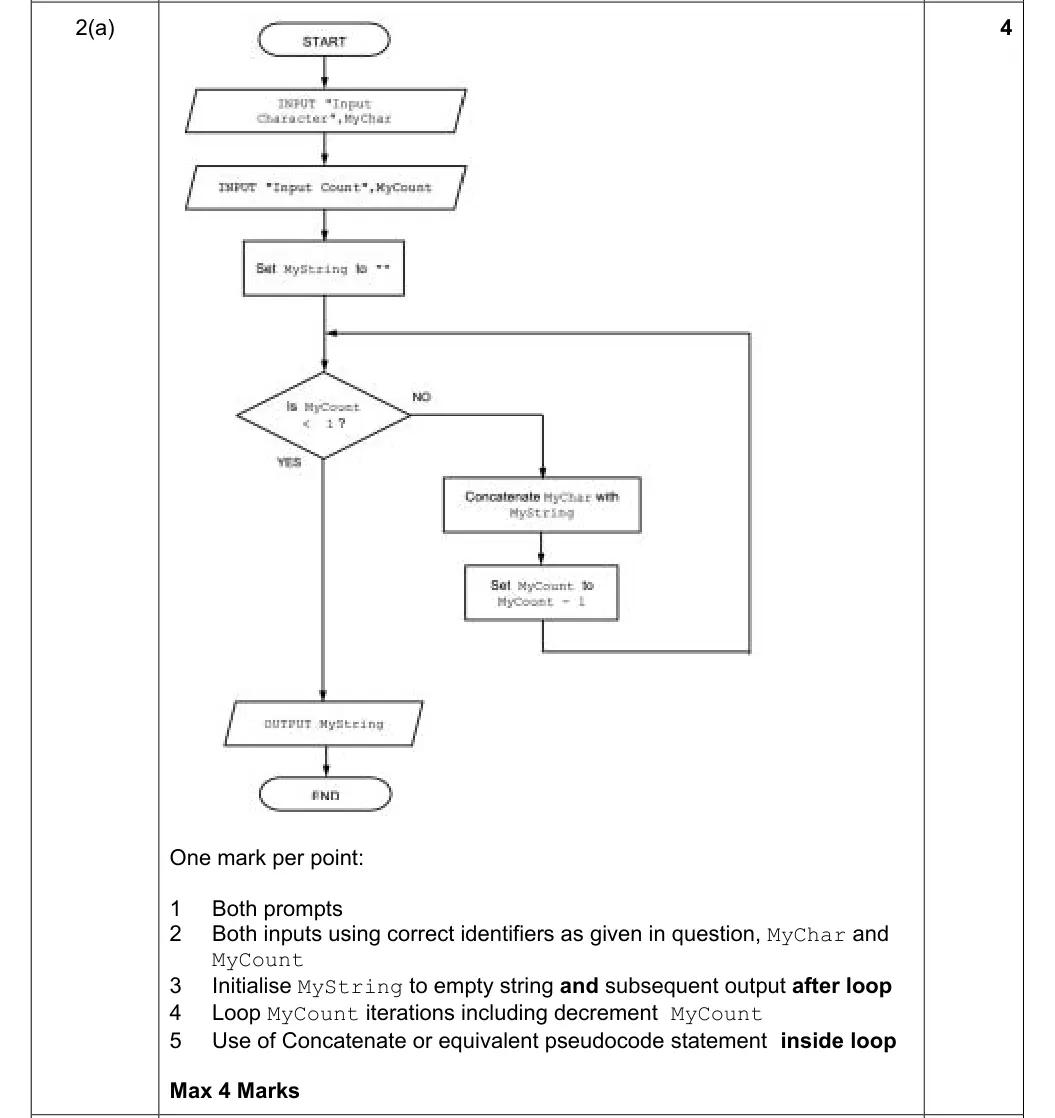 2(a)
4
START
INPUT "Input
Character",MyChar
INPUT "Input Count",MyCount
Set MyString to ""
Is MyCount
< 1?
NO
YES
Concatenate MyChar with
MyString
Set MyCount to
MyCount - 1
OUTPUT MyString
END
One mark per point:
1 Both prompts
2 Both inputs using correct identifiers as given in question, MyChar and
MyCount
3 Initialise MyString to empty string and subsequent output after loop
4 Loop MyCount iterations including decrement MyCount
5 Use of Concatenate or equivalent pseudocode statement inside loop
Max 4 Marks